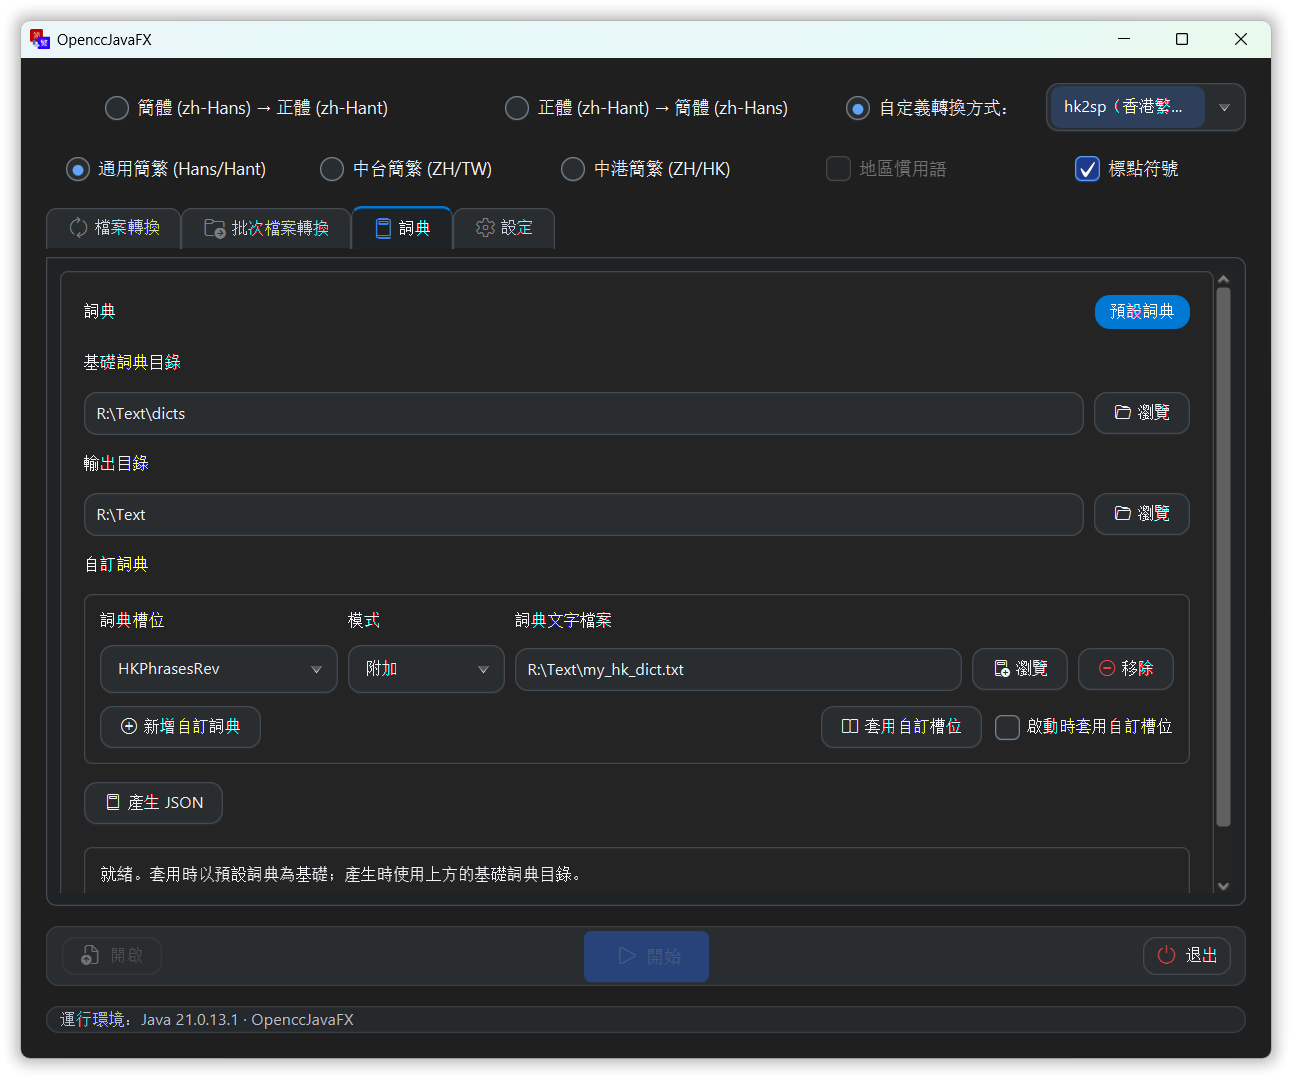 OpenccJavaFX
簡體 (zh-Hans) → 正體 (zh-Hant)
正體 (zh-Hant) → 簡體 (zh-Hans)
自定義轉換方式：
hk2sp（香港繁...
通用簡繁 (Hans/Hant)
中台簡繁 (ZH/TW)
中港簡繁 (ZH/HK)
地區慣用語
標點符號
檔案轉換
批次檔案轉換
詞典
設定
詞典
預設詞典
基礎詞典目錄
R:\Text\dicts
瀏覽
輸出目錄
R:\Text
瀏覽
自訂詞典
詞典槽位
模式
詞典文字檔案
HKPhrasesRev
附加
R:\Text\my_hk_dict.txt
瀏覽
移除
新增自訂詞典
套用自訂槽位
啟動時套用自訂槽位
產生 JSON
就緒。套用時以預設詞典為基礎；產生時使用上方的基礎詞典目錄。
開啟
開始
退出
運行環境：Java 21.0.13.1 · OpenccJavaFX